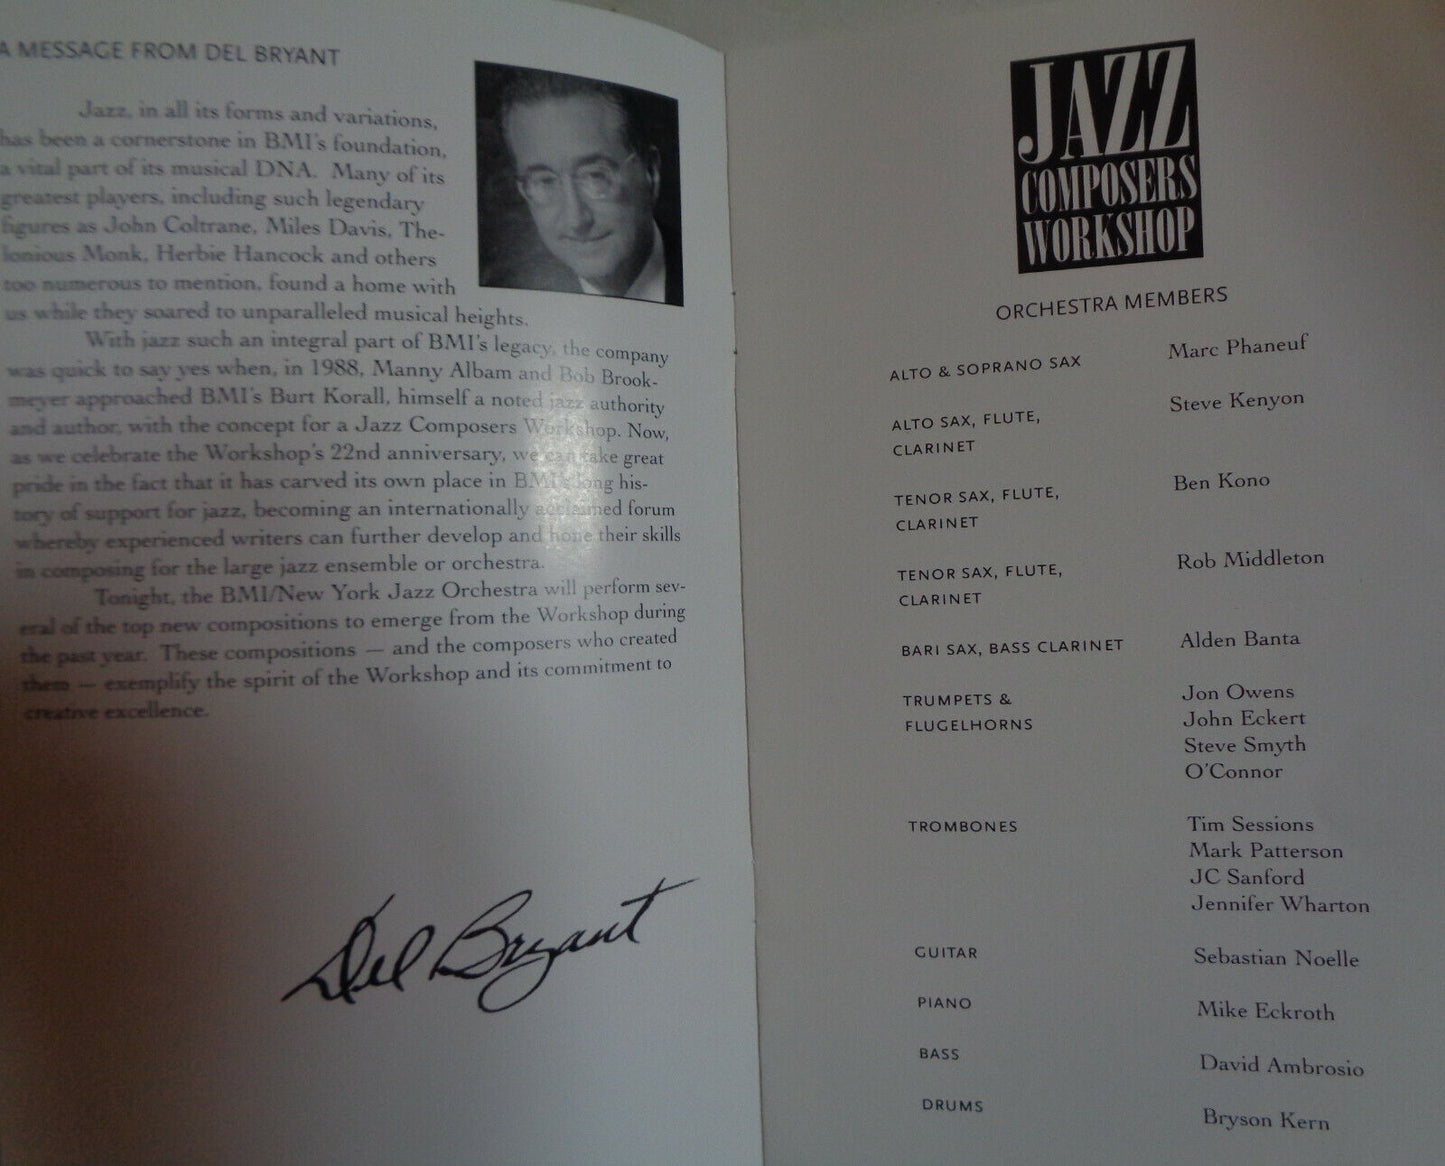 A MESSAGE FROM DEL BRYANT
Jazz, in all its forms and variations,
has been a cornerstone in BMI's foundation,
a vital part of its musical DNA. Many of its
greatest players, including such legendary
figures as John Coltrane, Miles Davis, The-
lonious Monk, Herbie Hancock and others
too numerous to mention, found a home with
us while they soared to unparalleled musical heights.
With jazz such an integral part of BMI's legacy, the company
was quick to say yes when, in 1988, Manny Albam and Bob Brook-
meyer approached BMI's Burt Korall, himself a noted jazz authority
and author, with the concept for a Jazz Composers Workshop. Now,
as we celebrate the Workshop's 22nd anniversary, we can take great
pride in the fact that it has carved its own place in BMI's long his-
tory of support for jazz, becoming an internationally acclaimed forum
whereby experienced writers can further develop and hone their skills
in composing for the large jazz ensemble or orchestra.
Tonight, the BMI/New York Jazz Orchestra will perform sev-
eral of the top new compositions to emerge from the Workshop during
the past year. These compositions — and the composers who created
them — exemplify the spirit of the Workshop and its commitment to
creative excellence.
Del Bryant
JAZZ
COMPOSERS
WORKSHOP
ORCHESTRA MEMBERS
ALTO & SOPRANO SAX Marc Phaneuf
ALTO SAX, FLUTE, Steve Kenyon
CLARINET
TENOR SAX, FLUTE, Ben Kono
CLARINET
TENOR SAX, FLUTE, Rob Middleton
CLARINET
BARI SAX, BASS CLARINET Alden Banta
TRUMPETS & Jon Owens
FLUGELHORNS John Eckert
Steve Smyth
O'Connor
TROMBONES Tim Sessions
Mark Patterson
JC Sanford
Jennifer Wharton
GUITAR Sebastian Noelle
PIANO Mike Eckroth
BASS David Ambrosio
DRUMS Bryson Kern